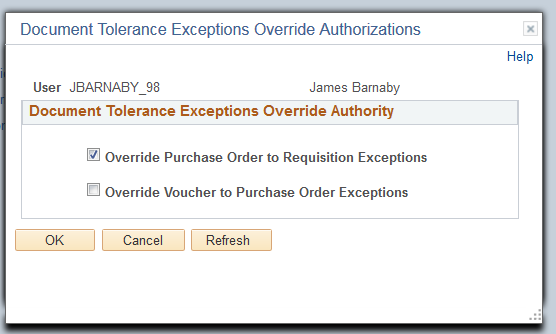 Document Tolerance Exceptions Override Authorizations
Help
User JBARNABY_98 James Barnaby
Document Tolerance Exceptions Override Authority
Override Purchase Order to Requisition Exceptions
Override Voucher to Purchase Order Exceptions
OK Cancel Refresh